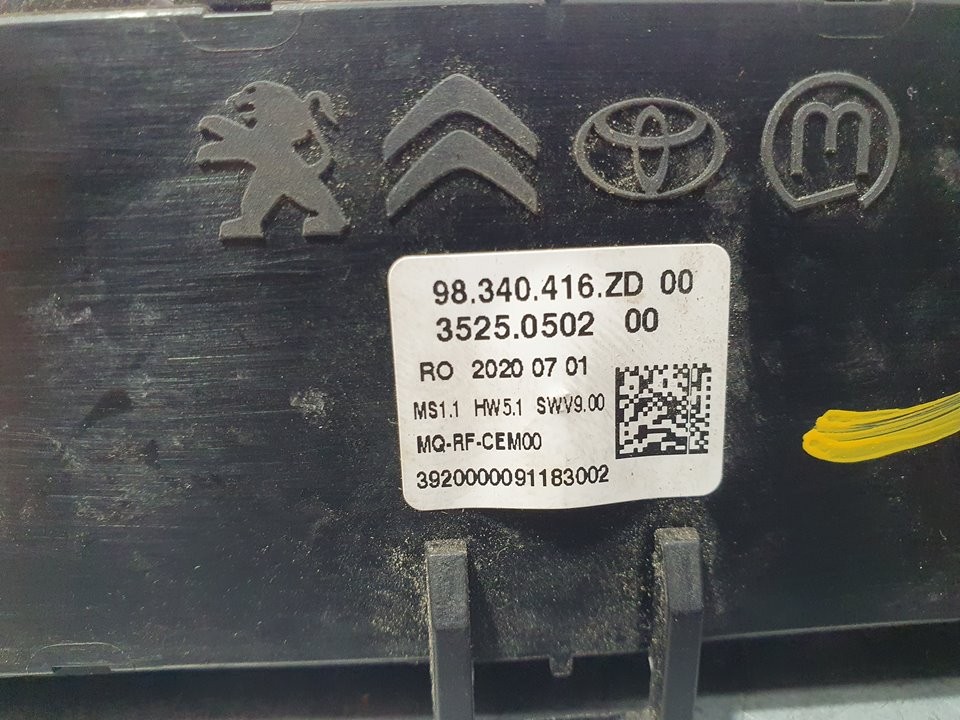 98.340.416.ZD 00
3525.0502 00
RO 2020 07 01
MS1.1 HW5.1 SWV9.00
MQ-RF-CEM00
3920000091183002